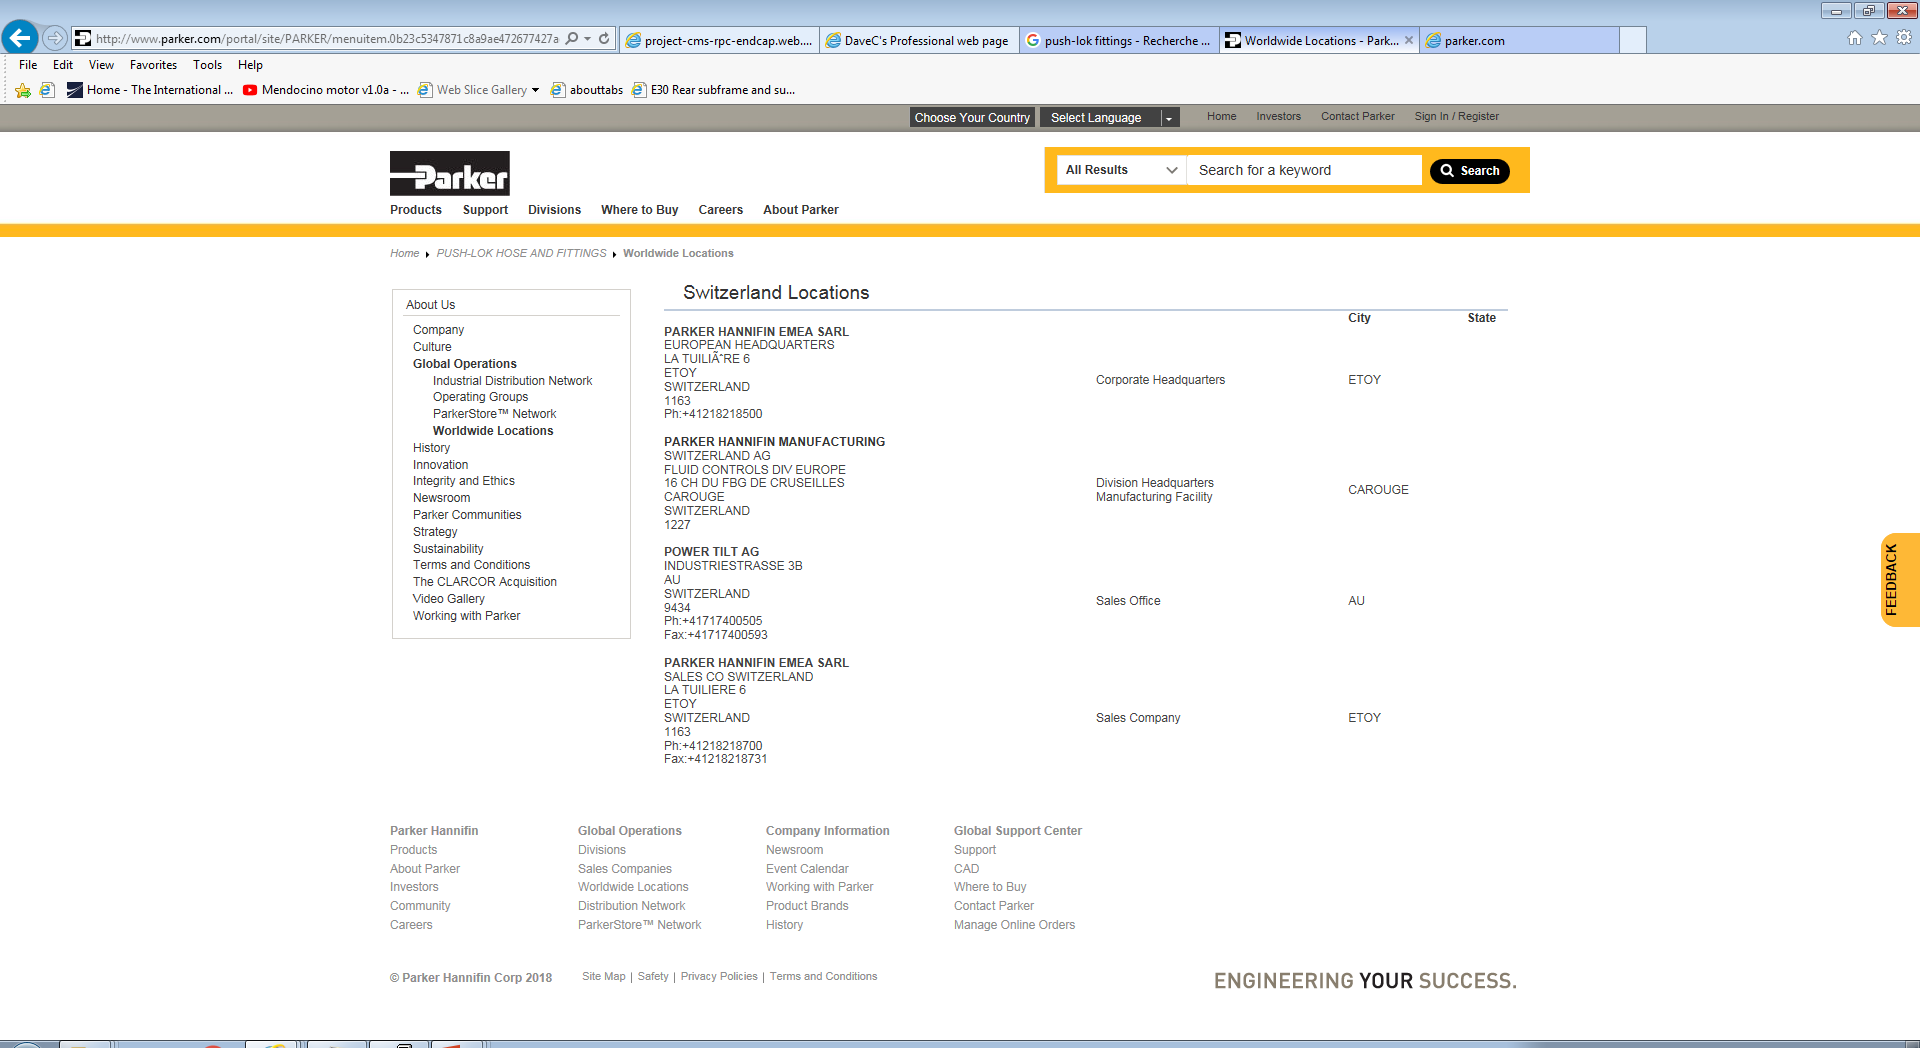 http://www.parker.com/portal/site/PARKER/menuitem.0b23c5347871c8a9ae472677427a
project-cms-rpc-endcap.web....
DaveC's Professional web page
push-lok fittings - Recherche ...
Worldwide Locations - Park...
parker.com
File Edit View Favorites Tools Help
Home - The International ...
Mendocino motor v1.0a - ...
Web Slice Gallery
abouttabs
E30 Rear subframe and su...
Choose Your Country
Select Language
Home
Investors
Contact Parker
Sign In / Register
Parker
All Results
Search for a keyword
Search
Products Support Divisions Where to Buy Careers About Parker
Home PUSH-LOK HOSE AND FITTINGS Worldwide Locations
About Us
Company
Culture
Global Operations
Industrial Distribution Network
Operating Groups
ParkerStore™ Network
Worldwide Locations
History
Innovation
Integrity and Ethics
Newsroom
Parker Communities
Strategy
Sustainability
Terms and Conditions
The CLARCOR Acquisition
Video Gallery
Working with Parker
Switzerland Locations
City State
PARKER HANNIFIN EMEA SARL
EUROPEAN HEADQUARTERS
LA TUILIÃˆRE 6
ETOY
SWITZERLAND
1163
Ph:+41218218500
Corporate Headquarters
ETOY
PARKER HANNIFIN MANUFACTURING
SWITZERLAND AG
FLUID CONTROLS DIV EUROPE
16 CH DU FBG DE CRUSEILLES
CAROUGE
SWITZERLAND
1227
Division Headquarters
Manufacturing Facility
CAROUGE
POWER TILT AG
INDUSTRIESTRASSE 3B
AU
SWITZERLAND
9434
Ph:+41717400505
Fax:+41717400593
Sales Office
AU
PARKER HANNIFIN EMEA SARL
SALES CO SWITZERLAND
LA TUILIERE 6
ETOY
SWITZERLAND
1163
Ph:+41218218700
Fax:+41218218731
Sales Company
ETOY
FEEDBACK
Parker Hannifin
Products
About Parker
Investors
Community
Careers
Global Operations
Divisions
Sales Companies
Worldwide Locations
Distribution Network
ParkerStore™ Network
Company Information
Newsroom
Event Calendar
Working with Parker
Product Brands
History
Global Support Center
Support
CAD
Where to Buy
Contact Parker
Manage Online Orders
© Parker Hannifin Corp 2018
Site Map | Safety | Privacy Policies | Terms and Conditions
ENGINEERING YOUR SUCCESS.